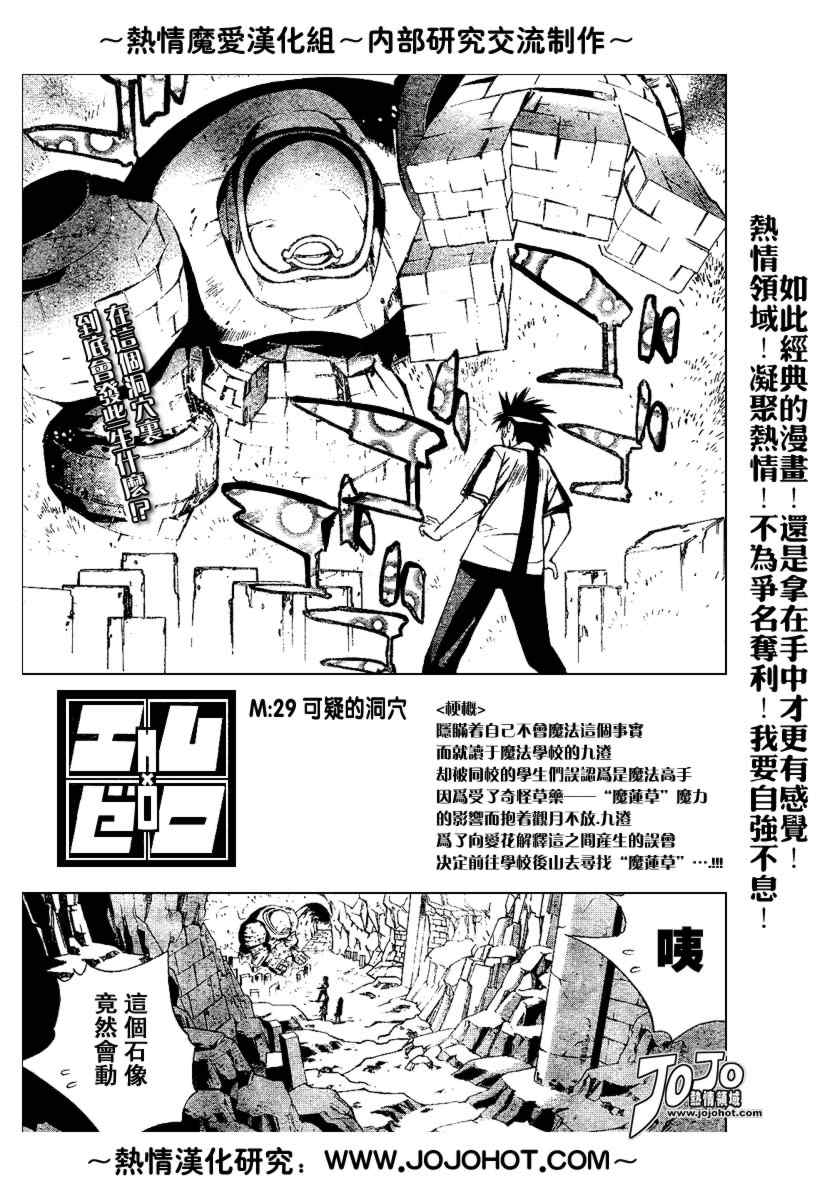 ～熱情魔愛漢化組～内部研究交流制作～
如此經典的漫畫！還是拿在手中才更有感覺！
熱情領域！凝聚熱情！不為爭名奪利！我要自強不息！
在這個洞穴裏
到底會發生些什麼!?
M:29 可疑的洞穴
エム
M×0
ゼロ
<梗概>
隱瞞着自己不會魔法這個事實
而就讀于魔法學校的九澄
却被同校的學生們誤認爲是魔法高手
因爲受了奇怪草藥——“魔蓮草”魔力
的影響而抱着觀月不放.九澄
爲了向愛花解釋這之間產生的誤會
决定前往學校後山去尋找“魔蓮草”….!!!
咦
這個石像
竟然會動
JOJO
熱情領域
www.jojohot.com
～熱情漢化研究：WWW.JOJOHOT.COM～